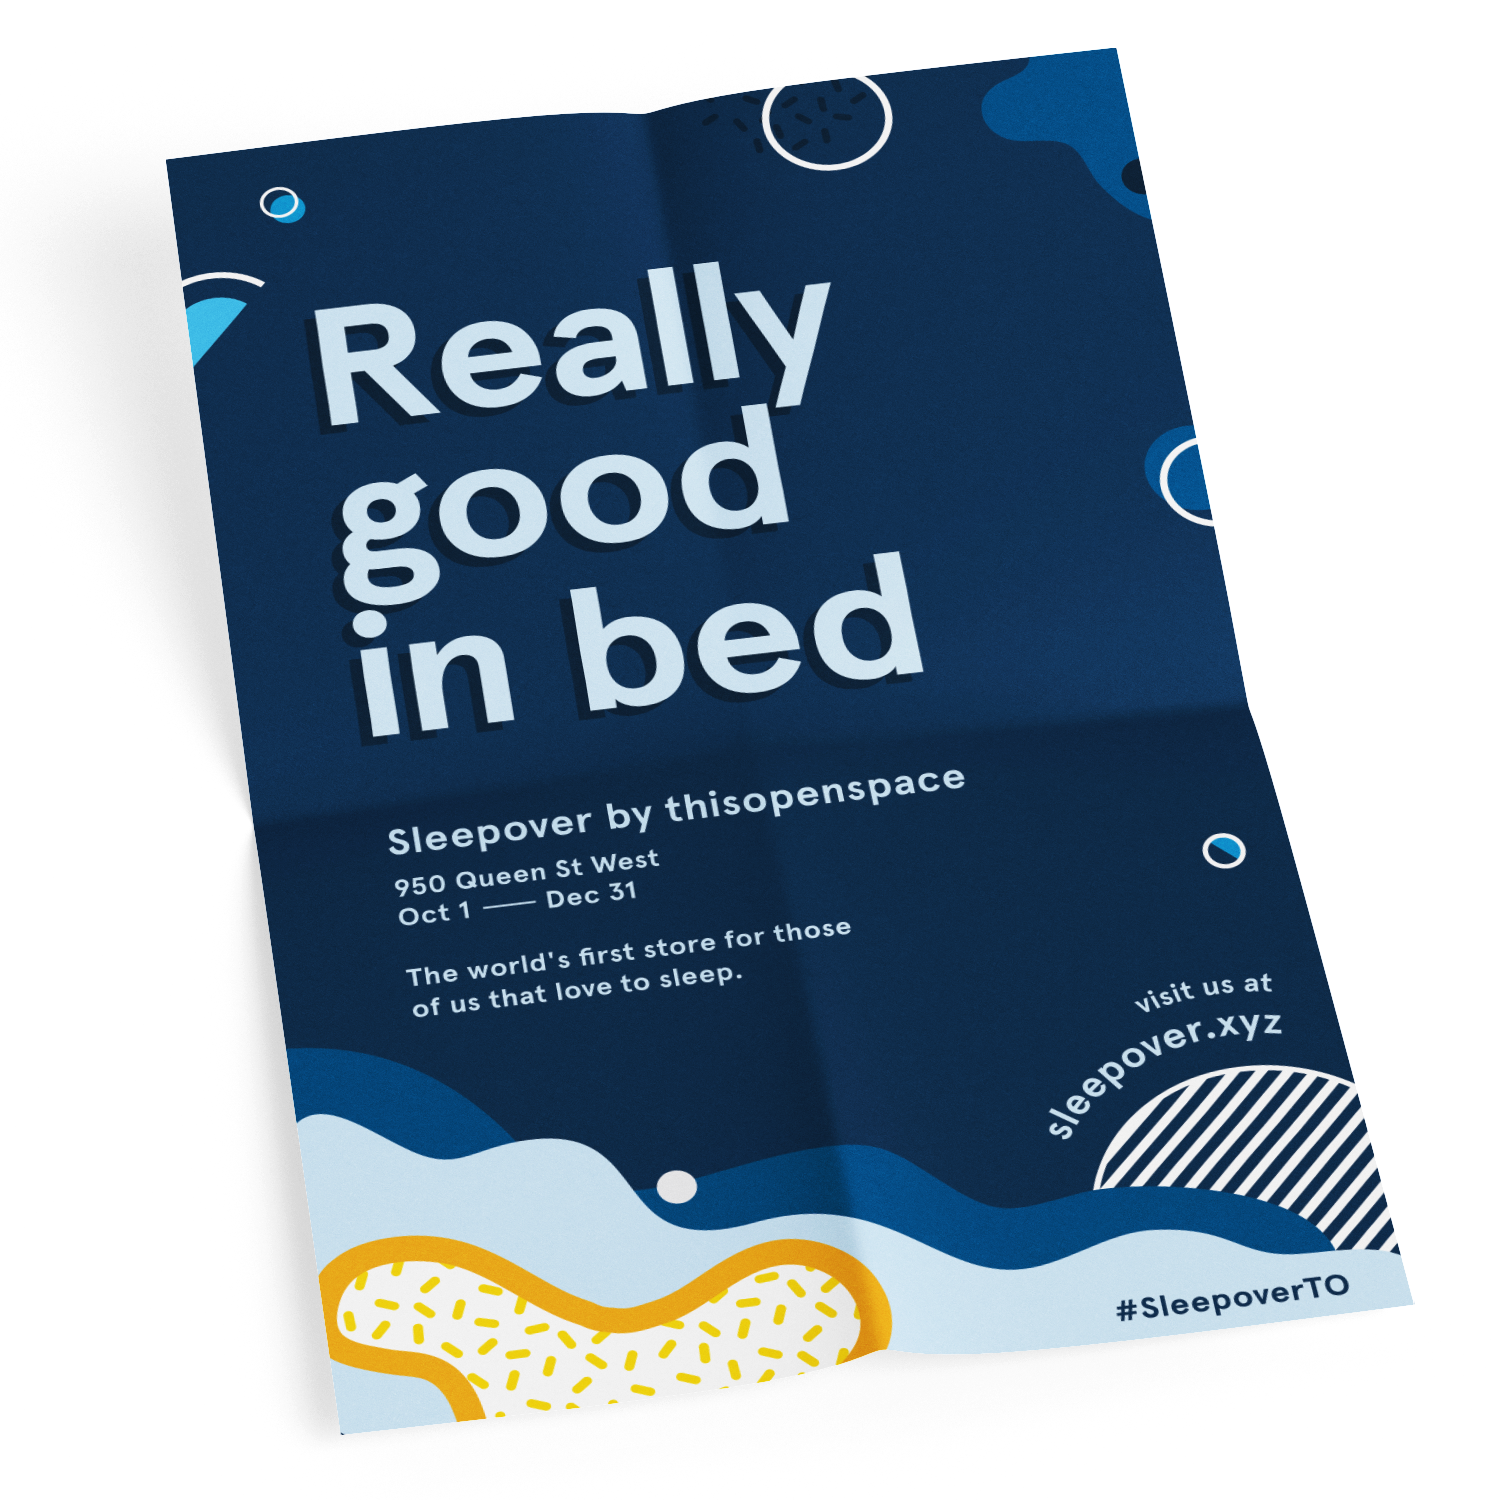 Really
good
in bed
Sleepover by thisopenspace
950 Queen St West
Oct 1 —— Dec 31
The world's first store for those
of us that love to sleep.
visit us at
sleepover.xyz
#SleepoverTO